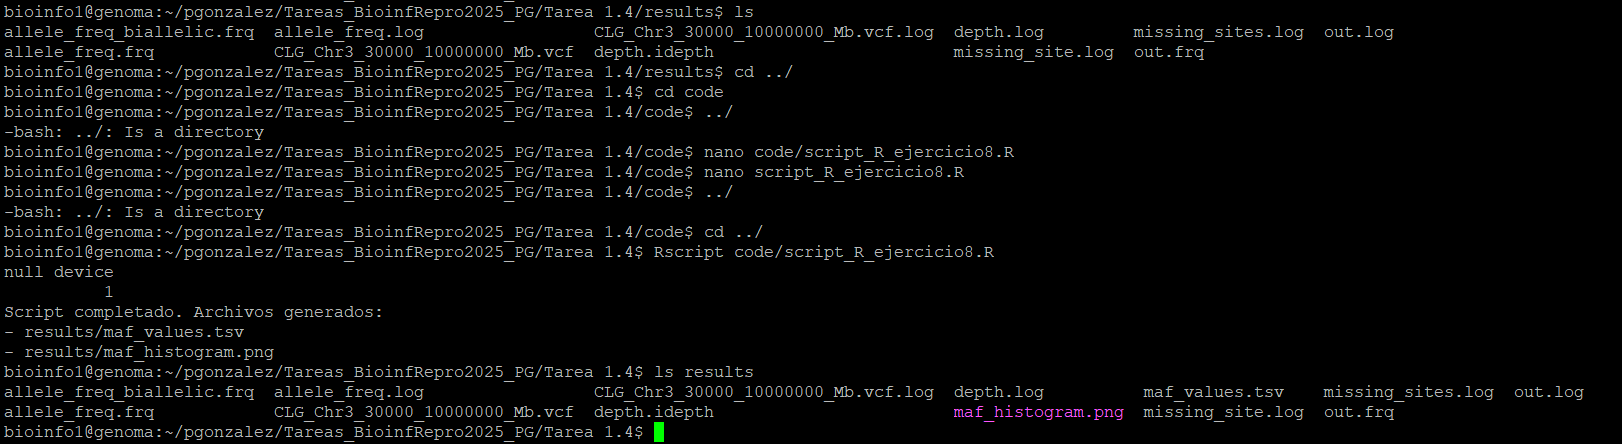 bioinfo1@genoma:~/pgonzalez/Tareas_BioinfRepro2025_PG/Tarea 1.4/results$ ls
allele_freq_biallelic.frq  allele_freq.log                 CLG_Chr3_30000_10000000_Mb.vcf.log  depth.log         missing_sites.log  out.log
allele_freq.frq            CLG_Chr3_30000_10000000_Mb.vcf  depth.idepth                        missing_site.log  out.frq
bioinfo1@genoma:~/pgonzalez/Tareas_BioinfRepro2025_PG/Tarea 1.4/results$ cd ../
bioinfo1@genoma:~/pgonzalez/Tareas_BioinfRepro2025_PG/Tarea 1.4$ cd code
bioinfo1@genoma:~/pgonzalez/Tareas_BioinfRepro2025_PG/Tarea 1.4/code$ ../
-bash: ../: Is a directory
bioinfo1@genoma:~/pgonzalez/Tareas_BioinfRepro2025_PG/Tarea 1.4/code$ nano code/script_R_ejercicio8.R
bioinfo1@genoma:~/pgonzalez/Tareas_BioinfRepro2025_PG/Tarea 1.4/code$ nano script_R_ejercicio8.R
bioinfo1@genoma:~/pgonzalez/Tareas_BioinfRepro2025_PG/Tarea 1.4/code$ ../
-bash: ../: Is a directory
bioinfo1@genoma:~/pgonzalez/Tareas_BioinfRepro2025_PG/Tarea 1.4/code$ cd ../
bioinfo1@genoma:~/pgonzalez/Tareas_BioinfRepro2025_PG/Tarea 1.4$ Rscript code/script_R_ejercicio8.R
null device
          1
Script completado. Archivos generados:
- results/maf_values.tsv
- results/maf_histogram.png
bioinfo1@genoma:~/pgonzalez/Tareas_BioinfRepro2025_PG/Tarea 1.4$ ls results
allele_freq_biallelic.frq  allele_freq.log                 CLG_Chr3_30000_10000000_Mb.vcf.log  depth.log          maf_values.tsv    missing_sites.log  out.log
allele_freq.frq            CLG_Chr3_30000_10000000_Mb.vcf  depth.idepth                        maf_histogram.png  missing_site.log  out.frq
bioinfo1@genoma:~/pgonzalez/Tareas_BioinfRepro2025_PG/Tarea 1.4$